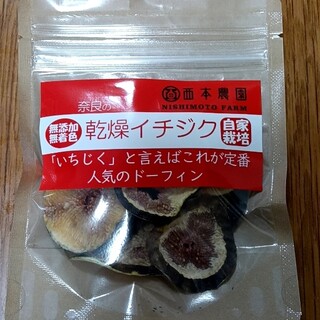 奈良の
西本農園
NISHIMOTO FARM
無添加
無着色
乾燥イチジク
自家
栽培
「いちじく」と言えばこれが定番
人気のドーフィン